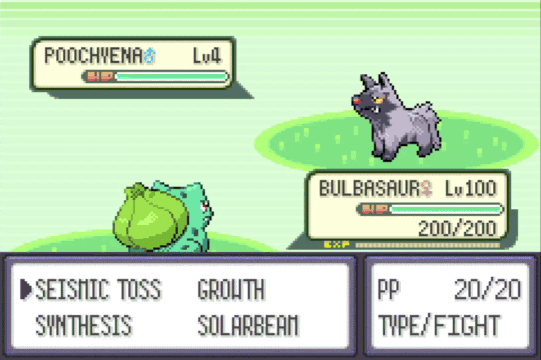 POOCHYENA♂ Lv4
HP
BULBASAUR♀ Lv100
HP
200/200
EXP
▶SEISMIC TOSS GROWTH
SYNTHESIS SOLARBEAM
PP 20/20
TYPE/FIGHT